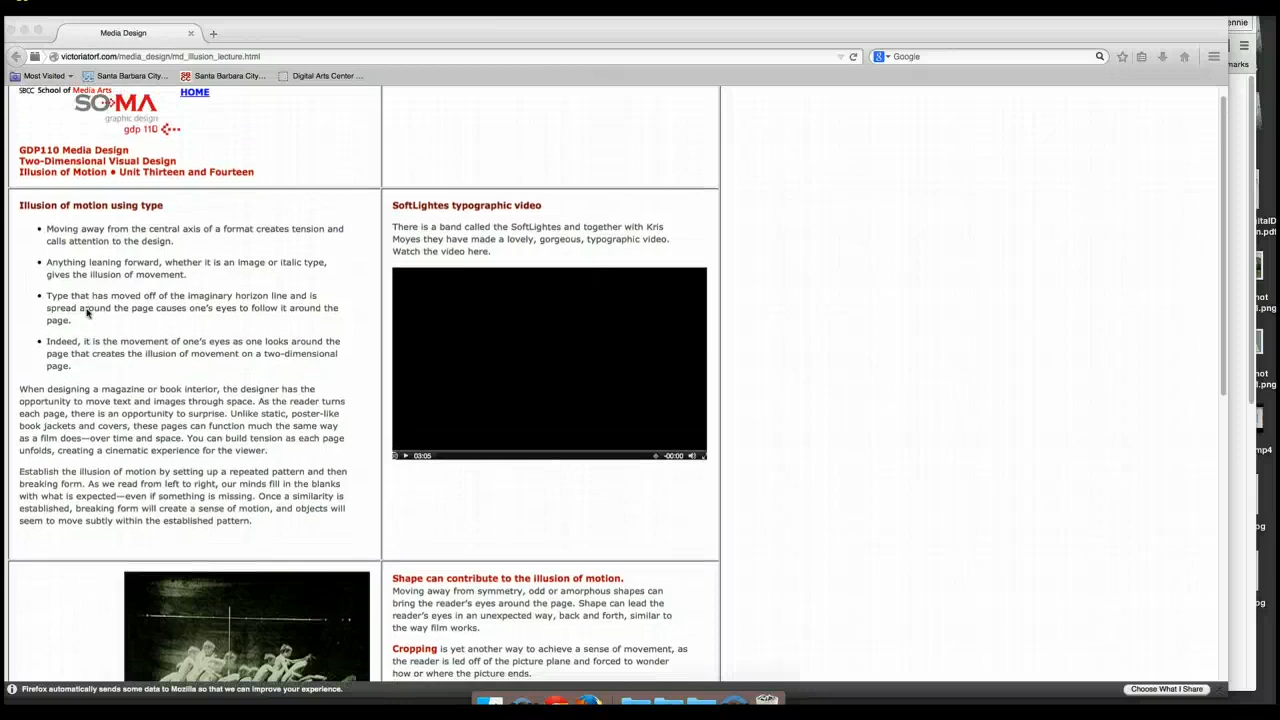 Media Design
nnie
victoriatorf.com/media_design/md_illusion_lecture.html
Google
marks
Most Visited
Santa Barbara City...
Santa Barbara City...
Digital Arts Center ...
SBCC School of Media Arts
HOME
SO:MA
graphic design
gdp 110
GDP110 Media Design
Two-Dimensional Visual Design
Illusion of Motion • Unit Thirteen and Fourteen
Illusion of motion using type
• Moving away from the central axis of a format creates tension and
calls attention to the design.
• Anything leaning forward, whether it is an image or italic type,
gives the illusion of movement.
• Type that has moved off of the imaginary horizon line and is
spread around the page causes one's eyes to follow it around the
page.
• Indeed, it is the movement of one's eyes as one looks around the
page that creates the illusion of movement on a two-dimensional
page.
When designing a magazine or book interior, the designer has the
opportunity to move text and images through space. As the reader turns
each page, there is an opportunity to surprise. Unlike static, poster-like
book jackets and covers, these pages can function much the same way
as a film does—over time and space. You can build tension as each page
unfolds, creating a cinematic experience for the viewer.
Establish the illusion of motion by setting up a repeated pattern and then
breaking form. As we read from left to right, our minds fill in the blanks
with what is expected—even if something is missing. Once a similarity is
established, breaking form will create a sense of motion, and objects will
seem to move subtly within the established pattern.
SoftLightes typographic video
There is a band called the SoftLightes and together with Kris
Moyes they have made a lovely, gorgeous, typographic video.
Watch the video here.
03:05
-00:00
Shape can contribute to the illusion of motion.
Moving away from symmetry, odd or amorphous shapes can
bring the reader's eyes around the page. Shape can lead the
reader's eyes in an unexpected way, back and forth, similar to
the way film works.
Cropping is yet another way to achieve a sense of movement, as
the reader is led off of the picture plane and forced to wonder
how or where the picture ends.
Firefox automatically sends some data to Mozilla so that we can improve your experience.
Choose What I Share